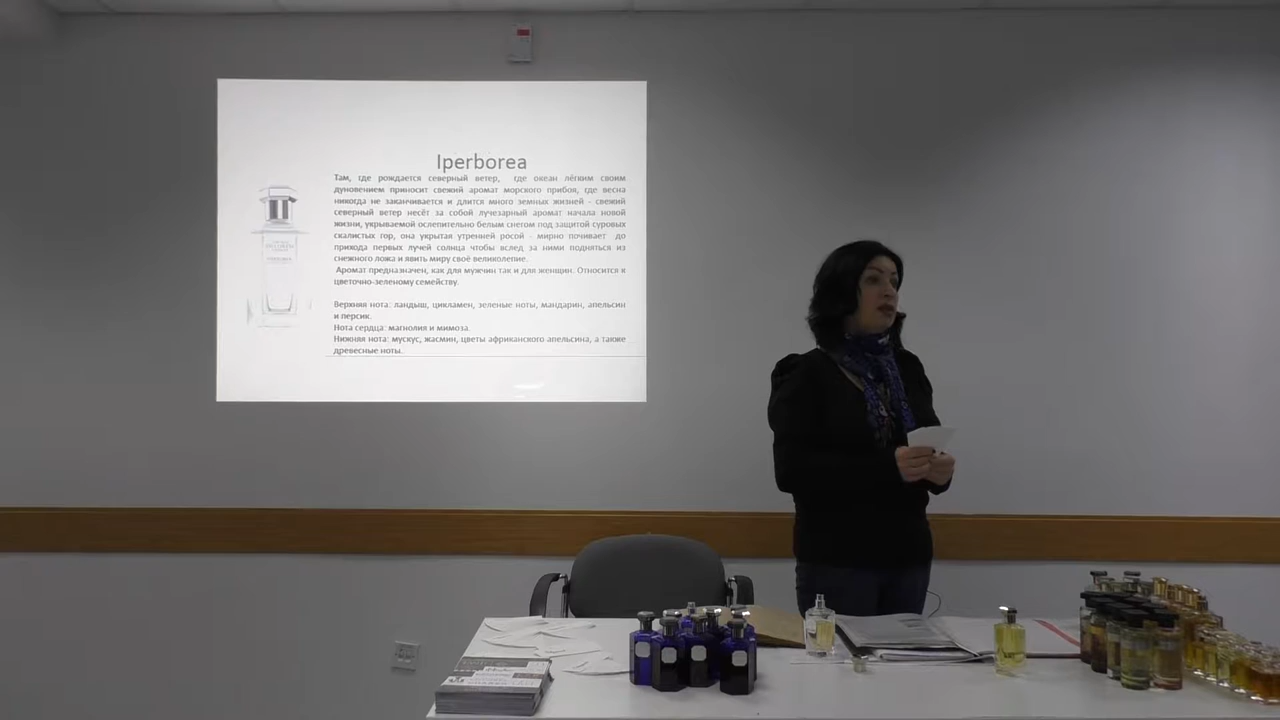 Iperborea
Там, где рождается северный ветер, где океан лёгким своим
дуновением приносит свежий аромат морского прибоя, где весна
никогда не заканчивается и длится много земных жизней - свежий
северный ветер несёт за собой лучезарный аромат начала новой
жизни, укрываемой ослепительно белым снегом под защитой суровых
скалистых гор, она укрытая утренней росой - мирно почивает до
прихода первых лучей солнца чтобы вслед за ними подняться из
снежного ложа и явить миру своё великолепие.
Аромат предназначен, как для мужчин так и для женщин. Относится к
цветочно-зеленому семейству.
Верхняя нота: ландыш, цикламен, зеленые ноты, мандарин, апельсин
и персик.
Нота сердца: магнолия и мимоза.
Нижняя нота: мускус, жасмин, цветы африканского апельсина, а также
древесные ноты.